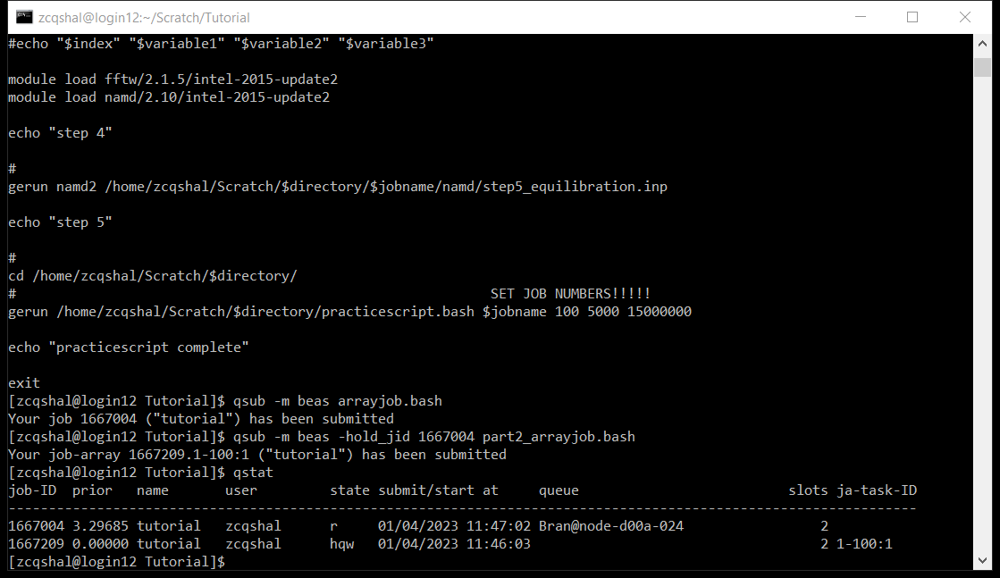 zcqshal@login12:~/Scratch/Tutorial
#echo "$index" "$variable1" "$variable2" "$variable3"
module load fftw/2.1.5/intel-2015-update2
module load namd/2.10/intel-2015-update2
echo "step 4"
#
gerun namd2 /home/zcqshal/Scratch/$directory/$jobname/namd/step5_equilibration.inp
echo "step 5"
#
cd /home/zcqshal/Scratch/$directory/
# SET JOB NUMBERS!!!!!
gerun /home/zcqshal/Scratch/$directory/practicescript.bash $jobname 100 5000 15000000
echo "practicescript complete"
exit
[zcqshal@login12 Tutorial]$ qsub -m beas arrayjob.bash
Your job 1667004 ("tutorial") has been submitted
[zcqshal@login12 Tutorial]$ qsub -m beas -hold_jid 1667004 part2_arrayjob.bash
Your job-array 1667209.1-100:1 ("tutorial") has been submitted
[zcqshal@login12 Tutorial]$ qstat
job-ID prior name user state submit/start at queue slots ja-task-ID
-----------------------------------------------------------------------------------------------------------------
1667004 3.29685 tutorial zcqshal r 01/04/2023 11:47:02 Bran@node-d00a-024 2
1667209 0.00000 tutorial zcqshal hqw 01/04/2023 11:46:03 2 1-100:1
[zcqshal@login12 Tutorial]$